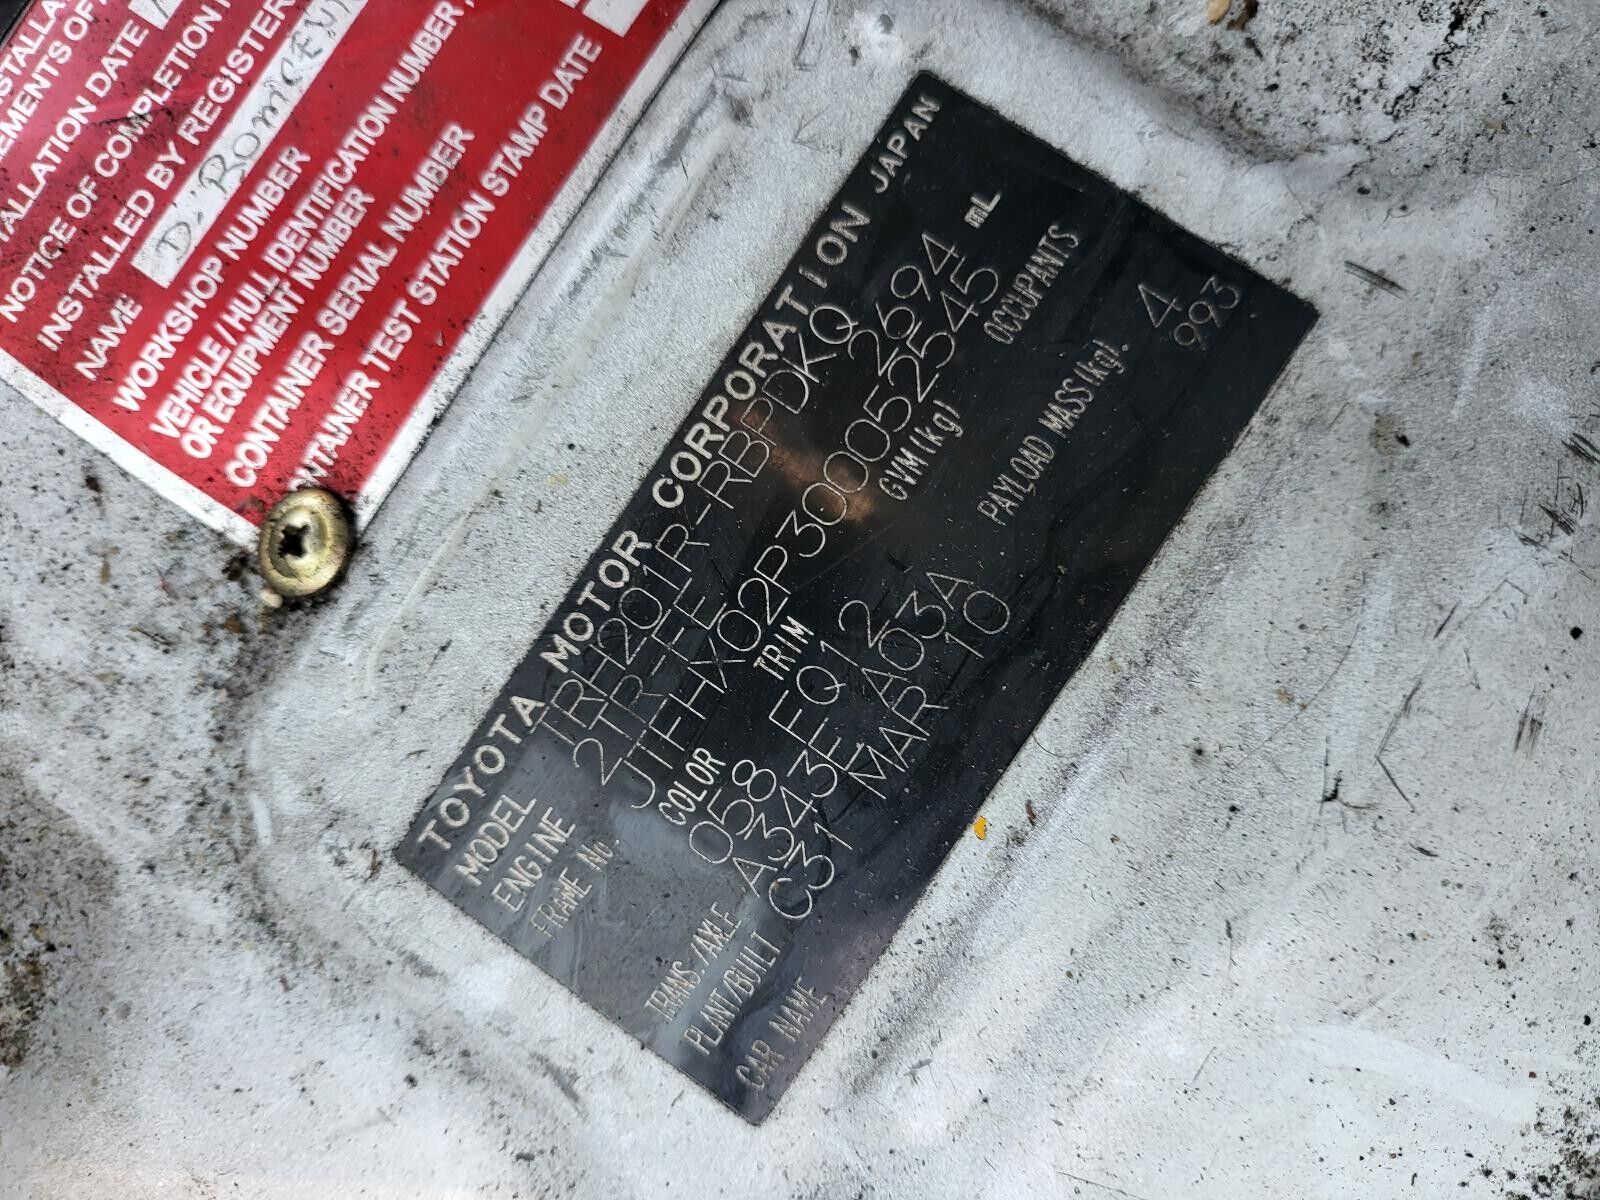 INSTALLED BY REGISTER
NOTICE OF COMPLETION
NAME
D'BOMCEN
WORKSHOP NUMBER
VEHICLE / HULL IDENTIFICATION NUMBER
OR EQUIPMENT NUMBER
CONTAINER SERIAL NUMBER
CONTAINER TEST STATION STAMP DATE
TOYOTA MOTOR CORPORATION JAPAN
MODEL TRH201R-RBPDKQ
ENGINE 2TR-FE 2694 mL
FRAME No. JTFHX02P3000525​45
COLOR TRIM GVM(kg) OCCUPANTS
058 FQ12 4
TRANS./AXLE A343E A03A PAYLOAD MASS(kg). 993
PLANT/BUILT C31 MAR 10
CAR NAME